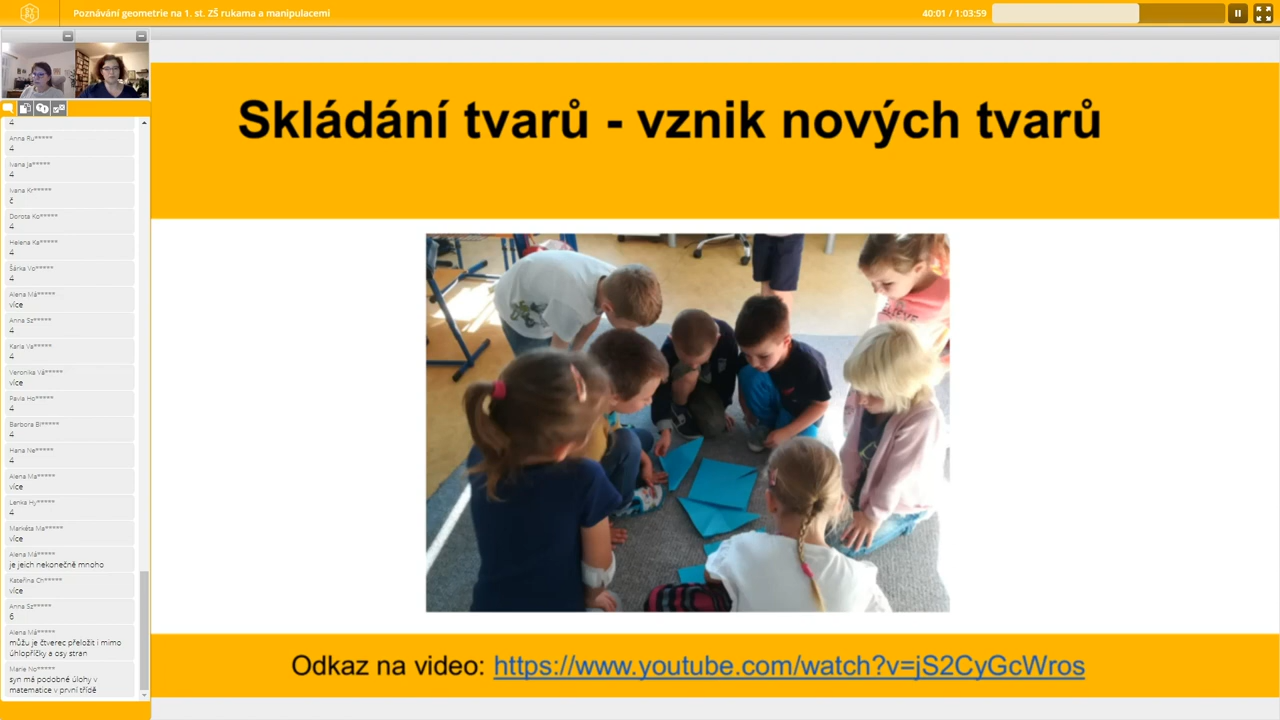 Poznávání geometrie na 1. st. ZŠ rukama a manipulacemi
40:01 / 1:03:59
Skládání tvarů - vznik nových tvarů
4
Anna Ru*****
4
Ivana Ja*****
4
Ivana Kr*****
č
Dorota Ko*****
4
Helena Ka*****
4
Šárka Vo*****
4
Alena Má*****
více
Anna Sz*****
4
Karla Va*****
4
Veronika Vá*****
více
Pavla Ho*****
4
Barbora Bl*****
4
Hana Ne*****
4
Alena Ma*****
více
Lenka Hy*****
4
Markéta Ma*****
více
Alena Má*****
je jejch nekonečně mnoho
Kateřina Ch*****
více
Anna Sz*****
6
Alena Má*****
můžu je čtverec přeložit i mimo
úhlopříčky a osy stran
Marie No*****
syn má podobné úlohy v
matematice v první třídě
Odkaz na video: https://www.youtube.com/watch?v=jS2CyGcWros